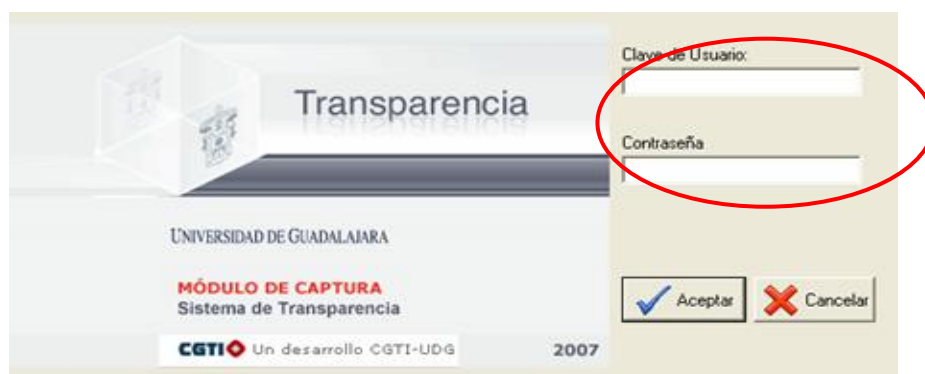 Transparencia
UNIVERSIDAD DE GUADALAJARA
MÓDULO DE CAPTURA
Sistema de Transparencia
CGTI Un desarrollo CGTI-UDG 2007
Clave de Usuario:
Contraseña
Aceptar Cancelar